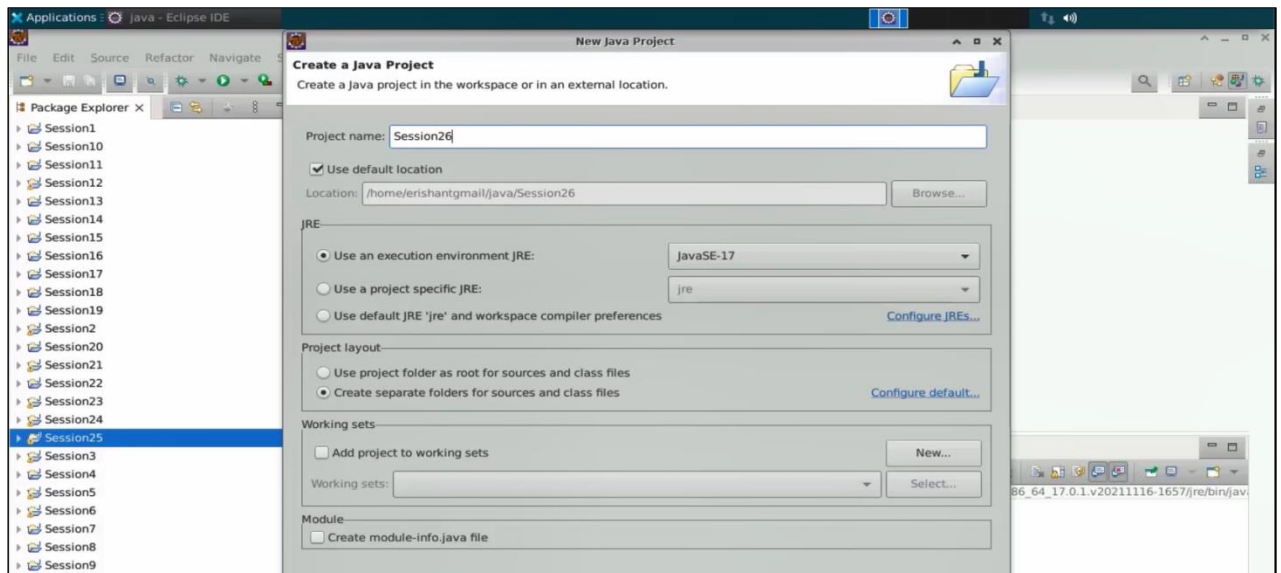 Applications : java - Eclipse IDE
New Java Project
File Edit Source Refactor Navigate
Create a Java Project
Create a Java project in the workspace or in an external location.
Package Explorer
Session1
Session10
Session11
Session12
Session13
Session14
Session15
Session16
Session17
Session18
Session19
Session2
Session20
Session21
Session22
Session23
Session24
Session25
Session3
Session4
Session5
Session6
Session7
Session8
Session9
Project name: Session26
Use default location
Location: /home/erishantgmail/java/Session26 Browse...
JRE
Use an execution environment JRE: JavaSE-17
Use a project specific JRE: jre
Use default JRE 'jre' and workspace compiler preferences Configure JREs...
Project layout
Use project folder as root for sources and class files
Create separate folders for sources and class files Configure default...
Working sets
Add project to working sets New...
Working sets: Select...
Module
Create module-info.java file
86_64_17.0.1.v20211116-1657/jre/bin/java